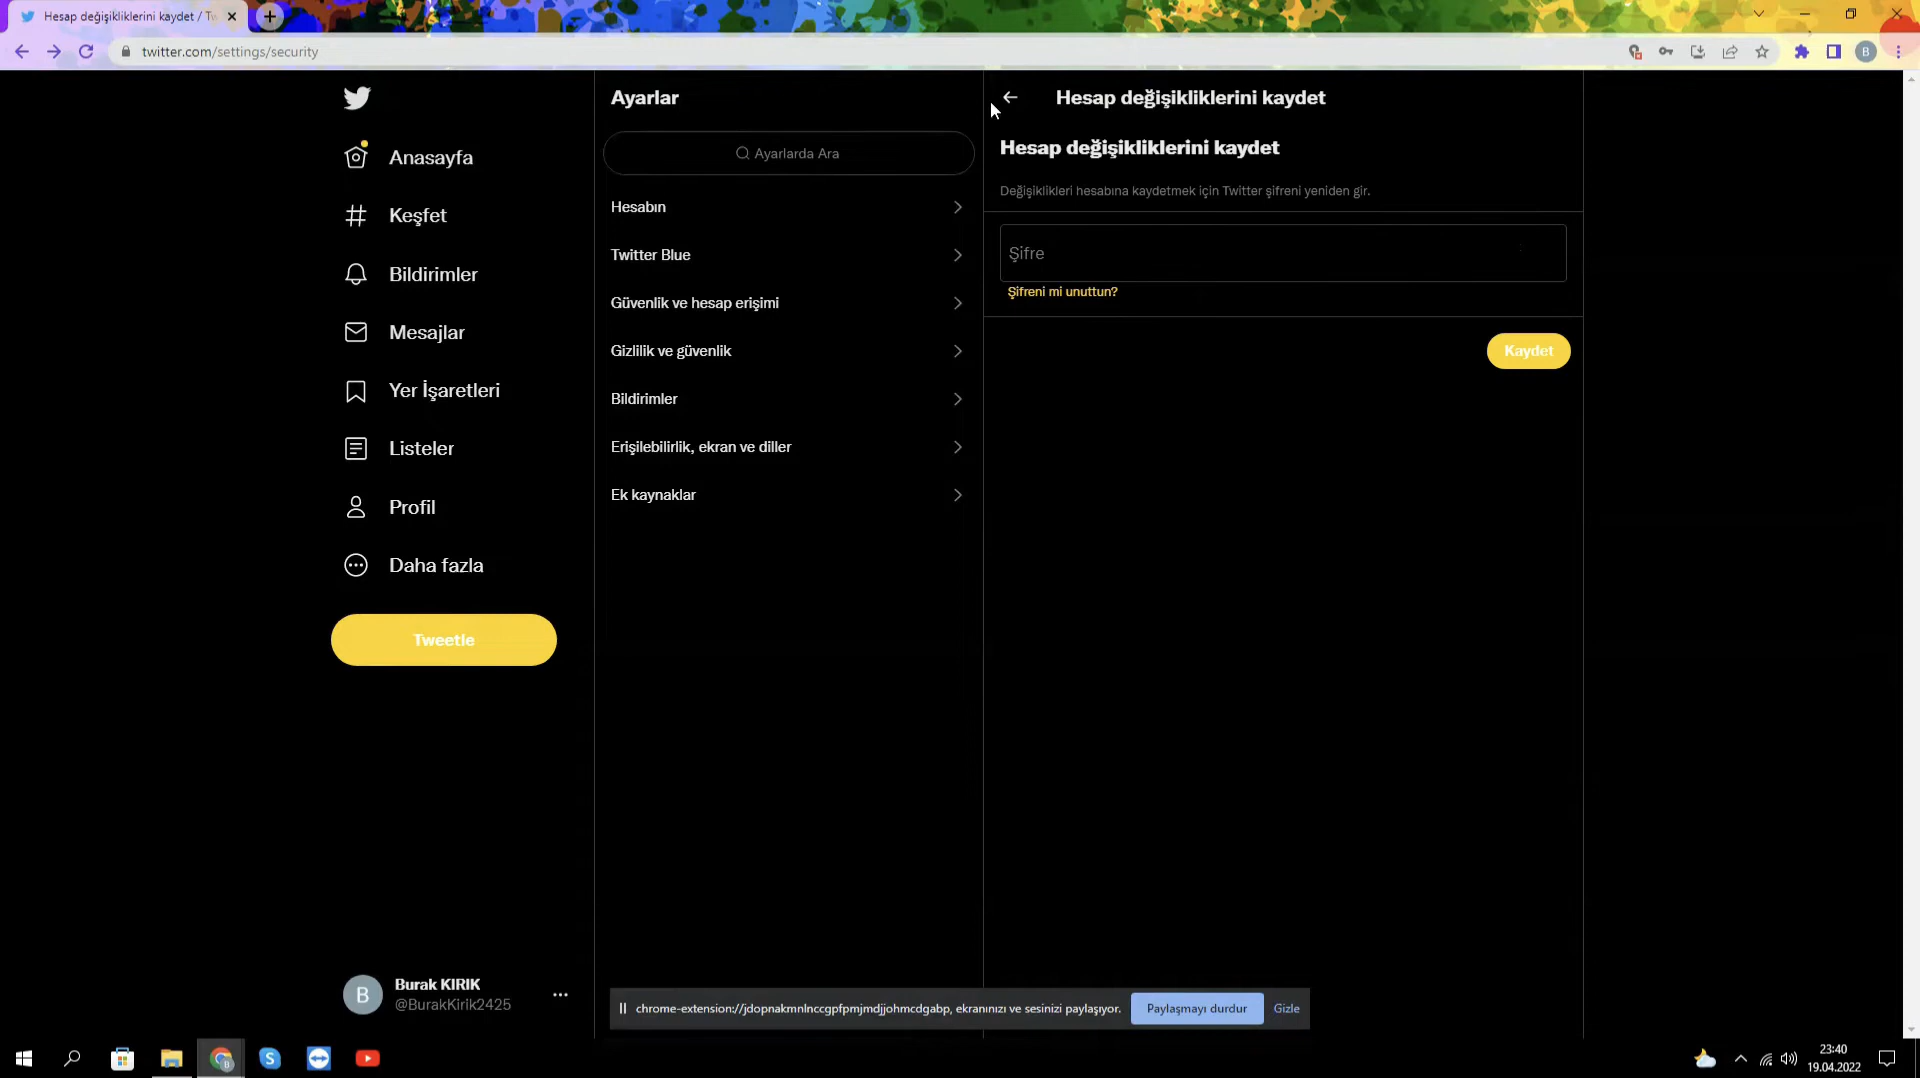 Hesap değişikliklerini kaydet / Tw
twitter.com/settings/security
B
Anasayfa
Keşfet
Bildirimler
Mesajlar
Yer İşaretleri
Listeler
Profil
Daha fazla
Tweetle
B
Burak KIRIK
@BurakKirik2425
Ayarlar
Ayarlarda Ara
Hesabın
Twitter Blue
Güvenlik ve hesap erişimi
Gizlilik ve güvenlik
Bildirimler
Erişilebilirlik, ekran ve diller
Ek kaynaklar
Hesap değişikliklerini kaydet
Hesap değişikliklerini kaydet
Değişiklikleri hesabına kaydetmek için Twitter şifreni yeniden gir.
Şifre
Şifreni mi unuttun?
Kaydet
chrome-extension://jdopnakmnlnccgpfpmjmdjjohmcdgabp, ekranınızı ve sesinizi paylaşıyor. Paylaşmayı durdur Gizle
23:40
19.04.2022